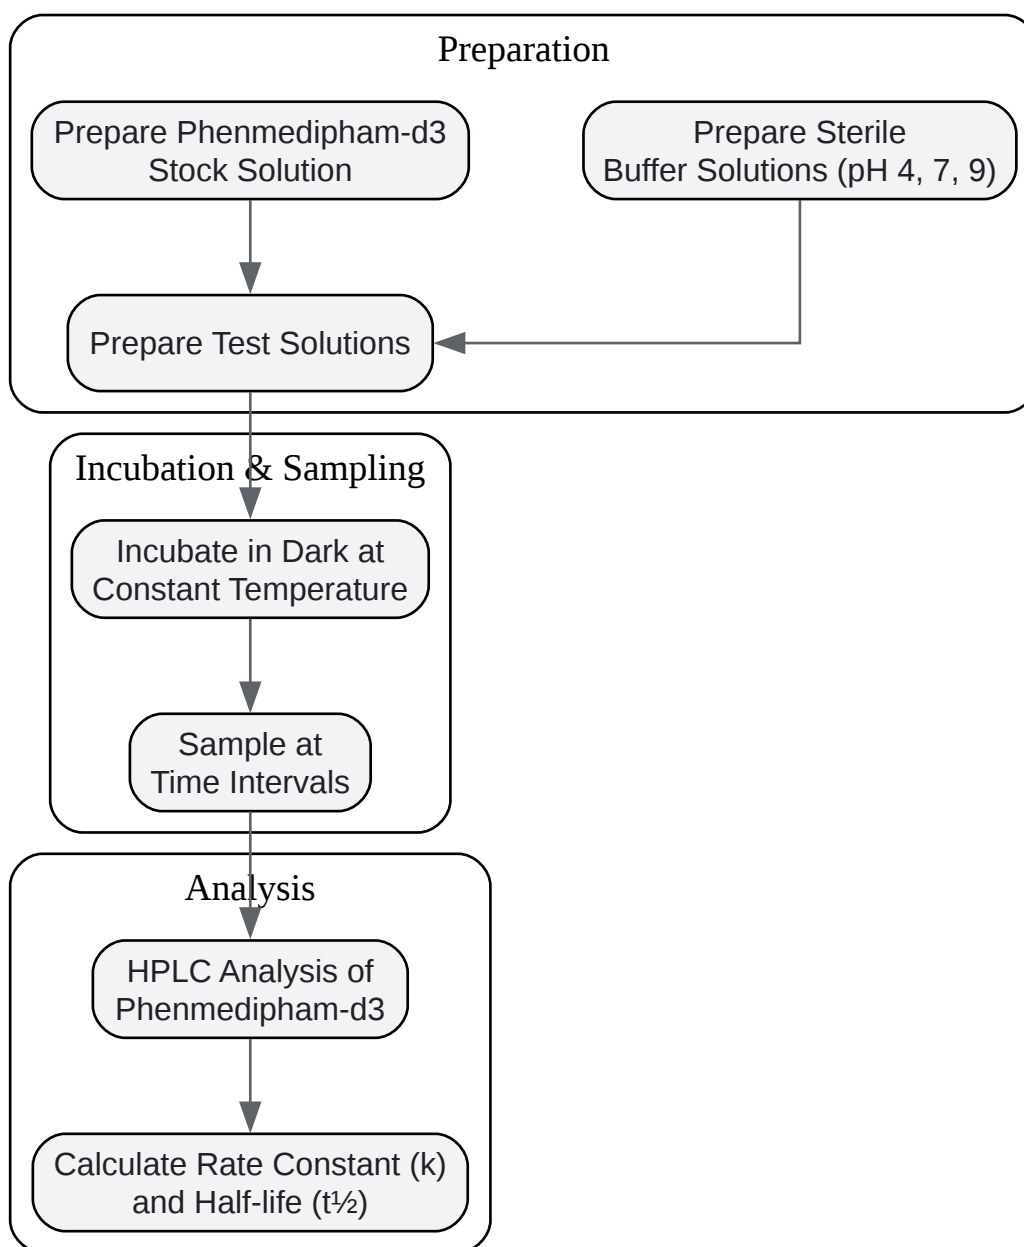 Preparation
Prepare Phenmedipham-d3
Stock Solution
Prepare Sterile
Buffer Solutions (pH 4, 7, 9)
Prepare Test Solutions
Incubation & Sampling
Incubate in Dark at
Constant Temperature
Sample at
Time Intervals
Analysis
HPLC Analysis of
Phenmedipham-d3
Calculate Rate Constant (k)
and Half-life (t½)